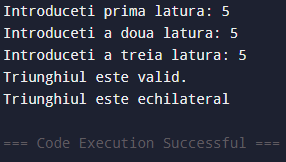 Introduceti prima latura: 5
Introduceti a doua latura: 5
Introduceti a treia latura: 5
Triunghiul este valid.
Triunghiul este echilateral
=== Code Execution Successful ===